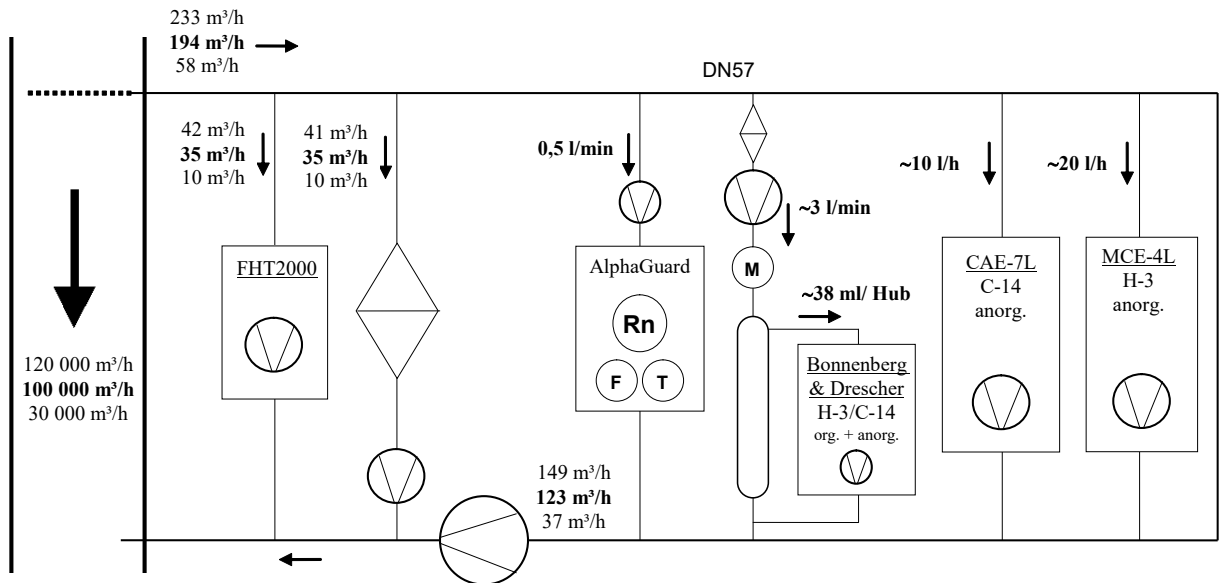 233 m³/h
194 m³/h
58 m³/h
DN57
42 m³/h
35 m³/h
10 m³/h
41 m³/h
35 m³/h
10 m³/h
0,5 l/min
~3 l/min
~10 l/h
~20 l/h
FHT2000
AlphaGuard
Rn
F
T
M
~38 ml/ Hub
Bonnenberg
& Drescher
H-3/C-14
org. + anorg.
CAE-7L
C-14
anorg.
MCE-4L
H-3
anorg.
120 000 m³/h
100 000 m³/h
30 000 m³/h
149 m³/h
123 m³/h
37 m³/h